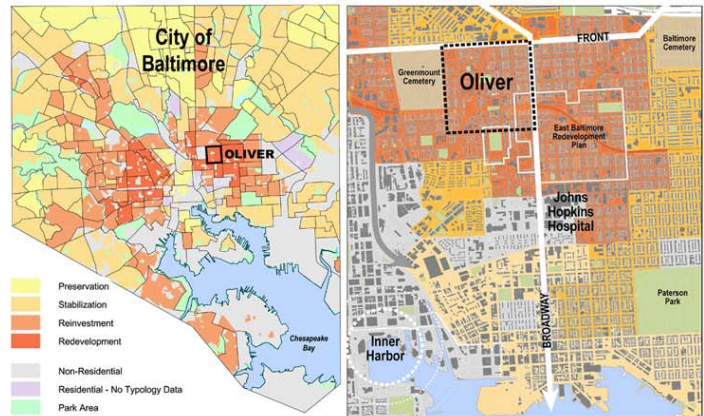 City of
Baltimore
OLIVER
Preservation
Stabilization
Reinvestment
Redevelopment
Non-Residential
Residential - No Typology Data
Park Area
Chesapeake
Bay
FRONT
Baltimore
Cemetery
Greenmount
Cemetery
Oliver
East Baltimore
Redevelopment
Plan
Johns
Hopkins
Hospital
Paterson
Park
BROADWAY
Inner
Harbor